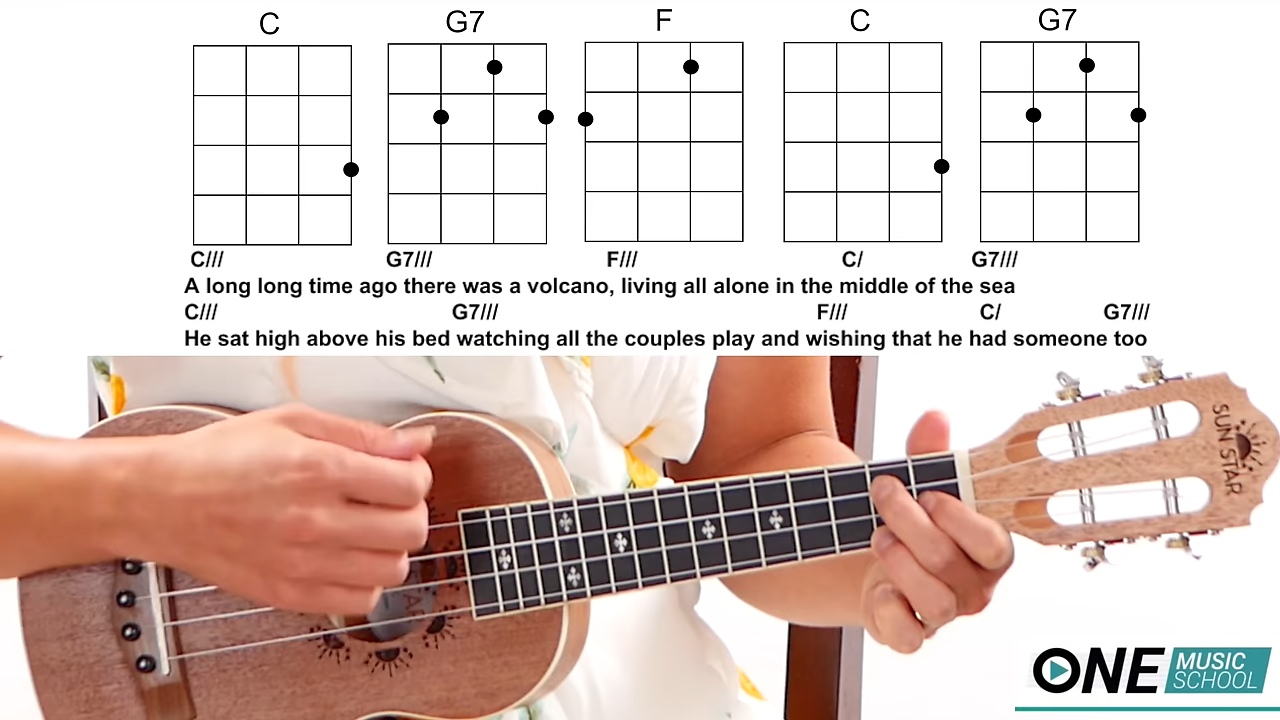 C G7 F C G7
C/// G7/// F/// C/ G7///
A long long time ago there was a volcano, living all alone in the middle of the sea
C/// G7/// F/// C/ G7///
He sat high above his bed watching all the couples play and wishing that he had someone too
SUN STAR
ONE MUSIC
SCHOOL